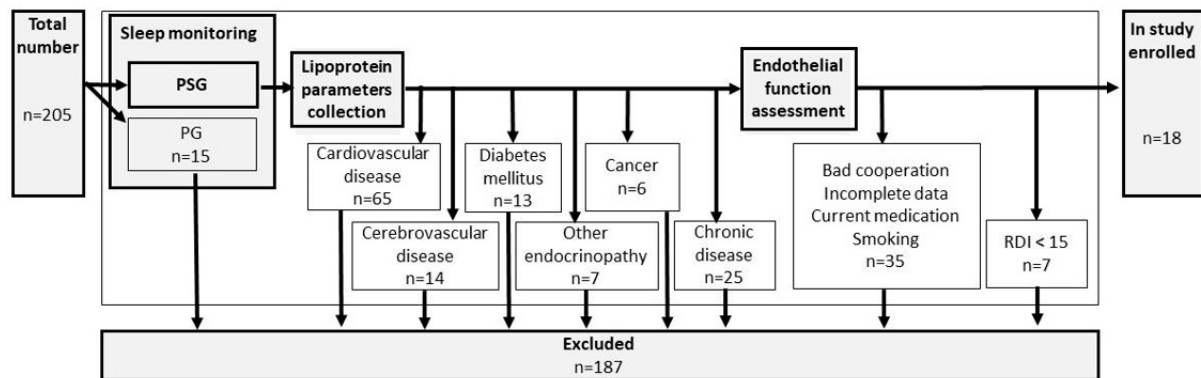 Total
number
n=205
Sleep monitoring
PSG
PG
n=15
Lipoprotein
parameters
collection
Cardiovascular
disease
n=65
Cerebrovascular
disease
n=14
Diabetes
mellitus
n=13
Other
endocrinopathy
n=7
Cancer
n=6
Chronic
disease
n=25
Endothelial
function
assessment
Bad cooperation
Incomplete data
Current medication
Smoking
n=35
RDI < 15
n=7
In study
enrolled
n=18
Excluded
n=187